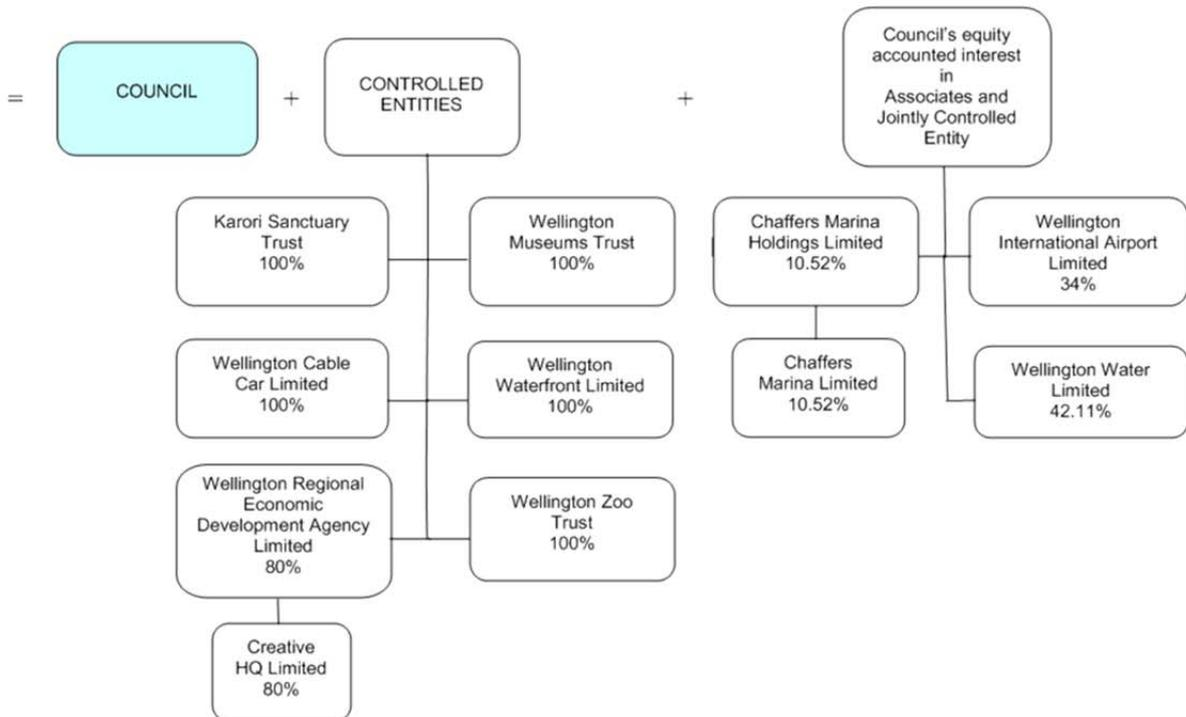 =
COUNCIL
+
CONTROLLED
ENTITIES
+
Council's equity
accounted interest
in
Associates and
Jointly Controlled
Entity
Karori Sanctuary
Trust
100%
Wellington
Museums Trust
100%
Chaffers Marina
Holdings Limited
10.52%
Wellington
International Airport
Limited
34%
Wellington Cable
Car Limited
100%
Wellington
Waterfront Limited
100%
Chaffers
Marina Limited
10.52%
Wellington Water
Limited
42.11%
Wellington Regional
Economic
Development Agency
Limited
80%
Wellington Zoo
Trust
100%
Creative
HQ Limited
80%